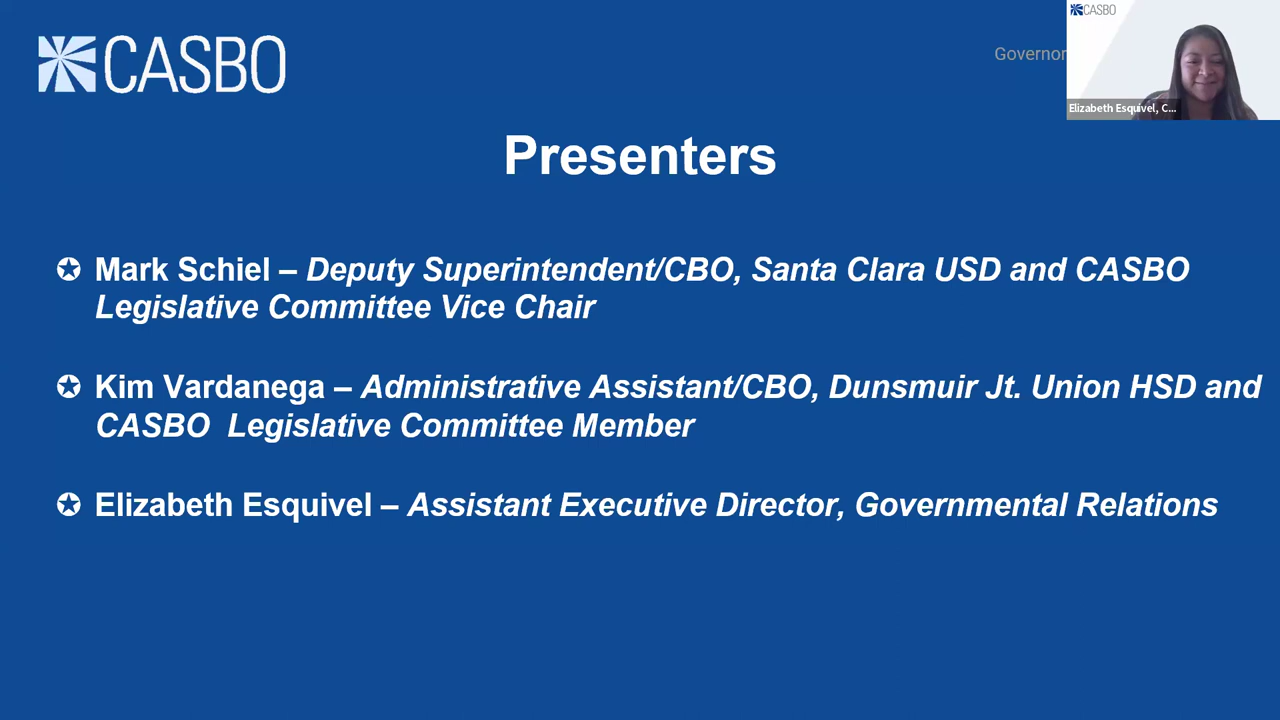 CASBO
Governor
CASBO
Elizabeth Esquivel, C...
Presenters
✪ Mark Schiel – Deputy Superintendent/CBO, Santa Clara USD and CASBO
Legislative Committee Vice Chair
✪ Kim Vardanega – Administrative Assistant/CBO, Dunsmuir Jt. Union HSD and
CASBO Legislative Committee Member
✪ Elizabeth Esquivel – Assistant Executive Director, Governmental Relations